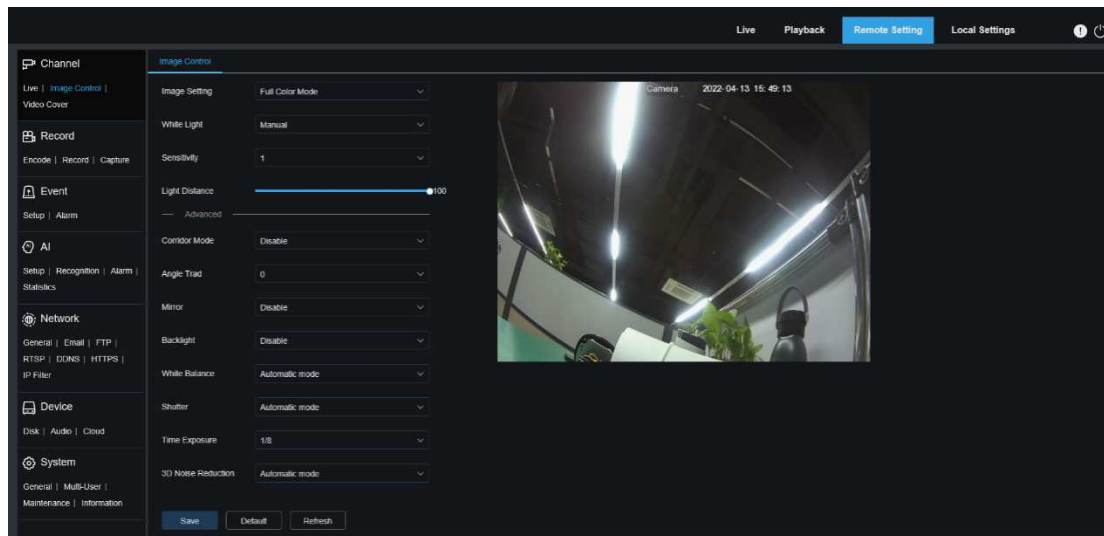 Live Playback Remote Setting Local Settings
Channel
Live | Image Control |
Video Cover
Record
Encode | Record | Capture
Event
Setup | Alarm
AI
Setup | Recognition | Alarm |
Statistics
Network
General | Email | FTP |
RTSP | DDNS | HTTPS |
IP Filter
Device
Disk | Audio | Cloud
System
General | Multi-User |
Maintenance | Information
Image Control
Image Setting Full Color Mode
White Light Manual
Sensitivity 1
Light Distance 100
Advanced
Corridor Mode Disable
Angle Trad 0
Mirror Disable
Backlight Disable
White Balance Automatic mode
Shutter Automatic mode
Time Exposure 1/8
3D Noise Reduction Automatic mode
Save Default Refresh
Camera 2022-04-13 15:49:13